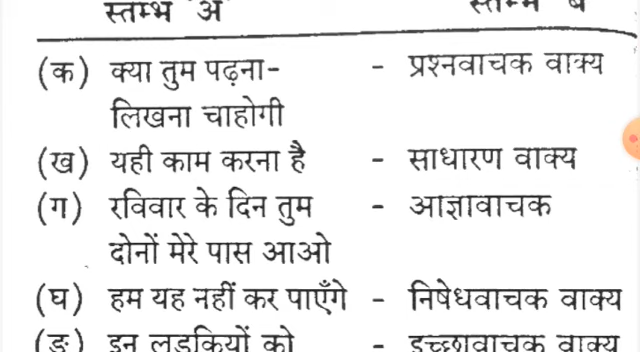 स्तम्भ 'अ' स्तम्भ 'ब'
(क) क्या तुम पढ़ना- - प्रश्नवाचक वाक्य
लिखना चाहोगी
(ख) यही काम करना है - साधारण वाक्य
(ग) रविवार के दिन तुम - आज्ञावाचक
दोनों मेरे पास आओ
(घ) हम यह नहीं कर पाएँगे - निषेधवाचक वाक्य
(ङ) इन लड़कियों को - इच्छावाचक वाक्य